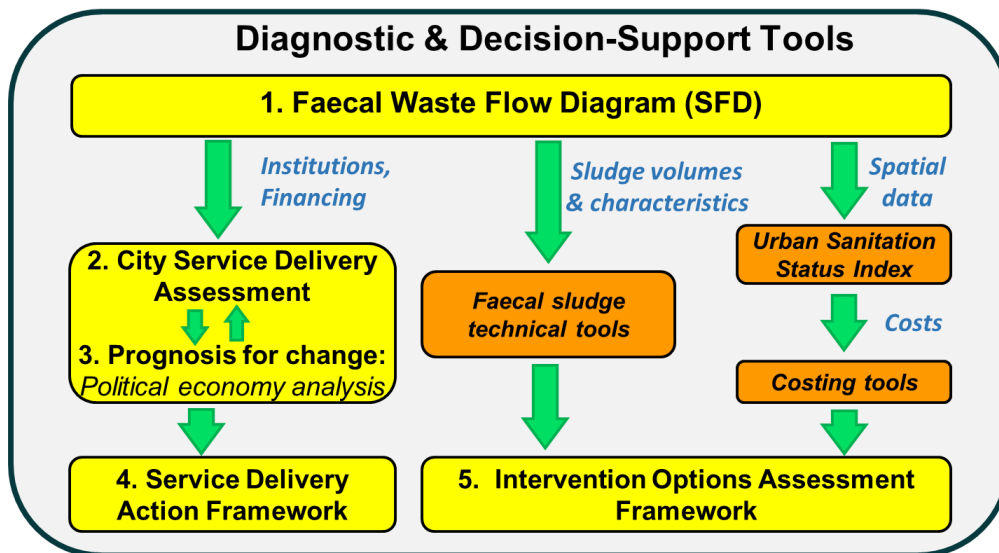 Diagnostic & Decision-Support Tools
1. Faecal Waste Flow Diagram (SFD)
Institutions,
Financing
Sludge volumes
& characteristics
Spatial
data
2. City Service Delivery
Assessment
3. Prognosis for change:
Political economy analysis
Faecal sludge
technical tools
Urban Sanitation
Status Index
Costs
Costing tools
4. Service Delivery
Action Framework
5. Intervention Options Assessment
Framework